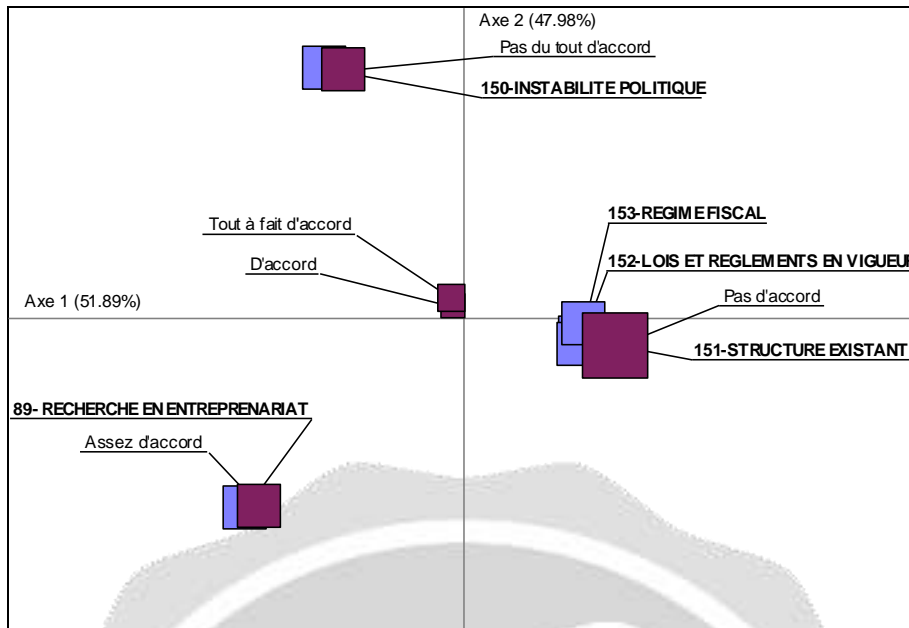 Axe 2 (47.98%)
Pas du tout d'accord
150-INSTABILITE POLITIQUE
153-REGIME FISCAL
Tout à fait d'accord
152-LOIS ET REGLEMENTS EN VIGUEUR
D'accord
Axe 1 (51.89%)
Pas d'accord
151-STRUCTURE EXISTANT
89- RECHERCHE EN ENTREPRENARIAT
Assez d'accord